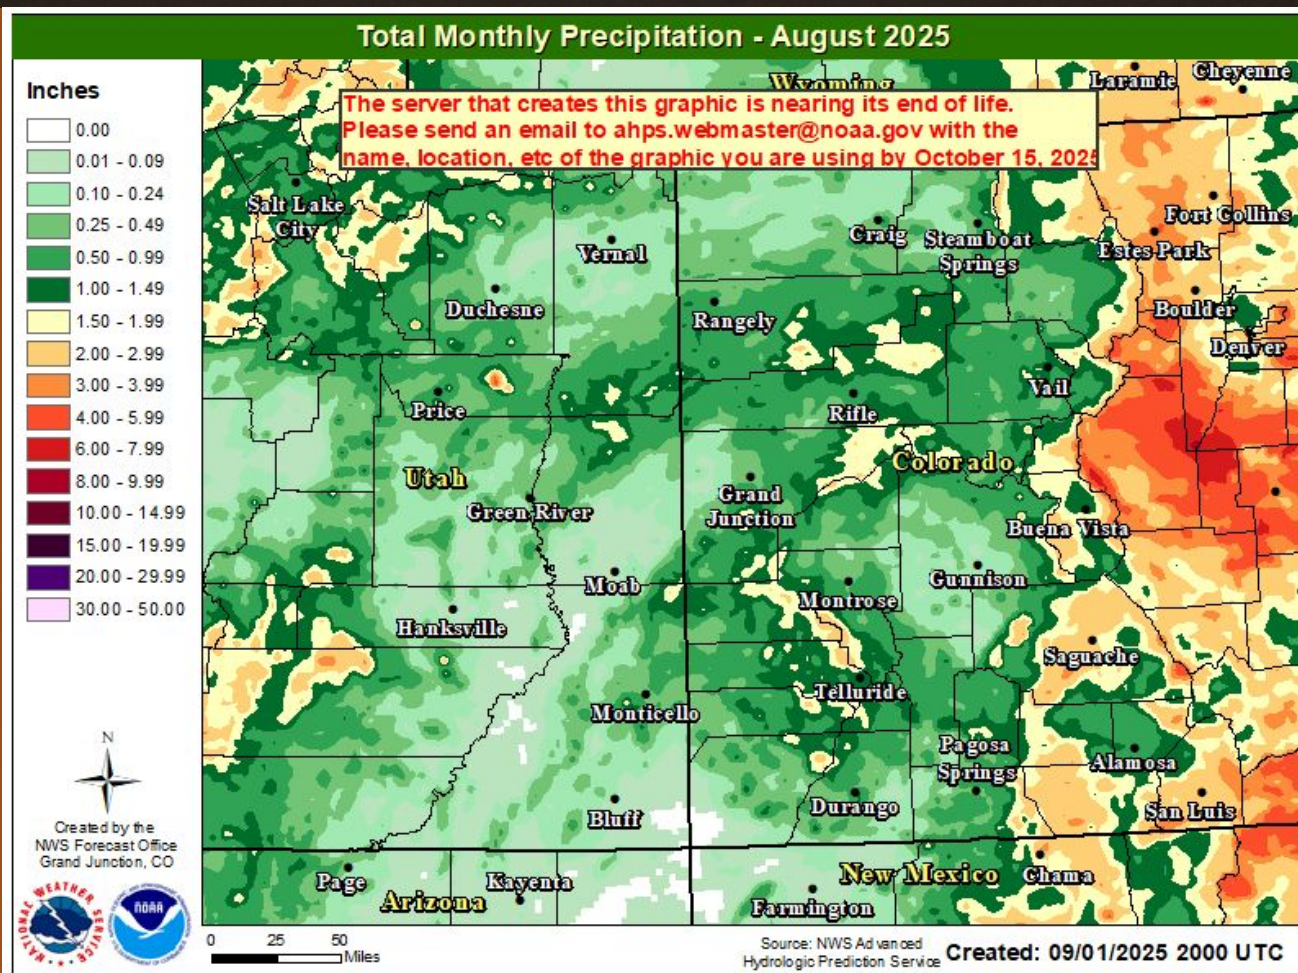 Total Monthly Precipitation - August 2025
Inches
0.00
0.01 - 0.09
0.10 - 0.24
0.25 - 0.49
0.50 - 0.99
1.00 - 1.49
1.50 - 1.99
2.00 - 2.99
3.00 - 3.99
4.00 - 5.99
6.00 - 7.99
8.00 - 9.99
10.00 - 14.99
15.00 - 19.99
20.00 - 29.99
30.00 - 50.00
N
Created by the
NWS Forecast Office
Grand Junction, CO
NATIONAL WEATHER SERVICE
NOAA
The server that creates this graphic is nearing its end of life.
Please send an email to ahps.webmaster@noaa.gov with the
name, location, etc of the graphic you are using by October 15, 2025
Wyoming
Laramie
Cheyenne
Salt Lake
City
Vernal
Craig
Steamboat
Springs
Fort Collins
Estes Park
Duchesne
Rangely
Boulder
Denver
Price
Rifle
Vail
Utah
Colorado
Green River
Grand
Junction
Buena Vista
Moab
Gunnison
Montrose
Hanksville
Saguache
Telluride
Monticello
Pagosa
Springs
Alamosa
Bluff
Durango
San Luis
Page
Arizona
Kayenta
New Mexico
Chama
Farmington
0 25 50
Miles
Source: NWS Advanced
Hydrologic Prediction Service
Created: 09/01/2025 2000 UTC